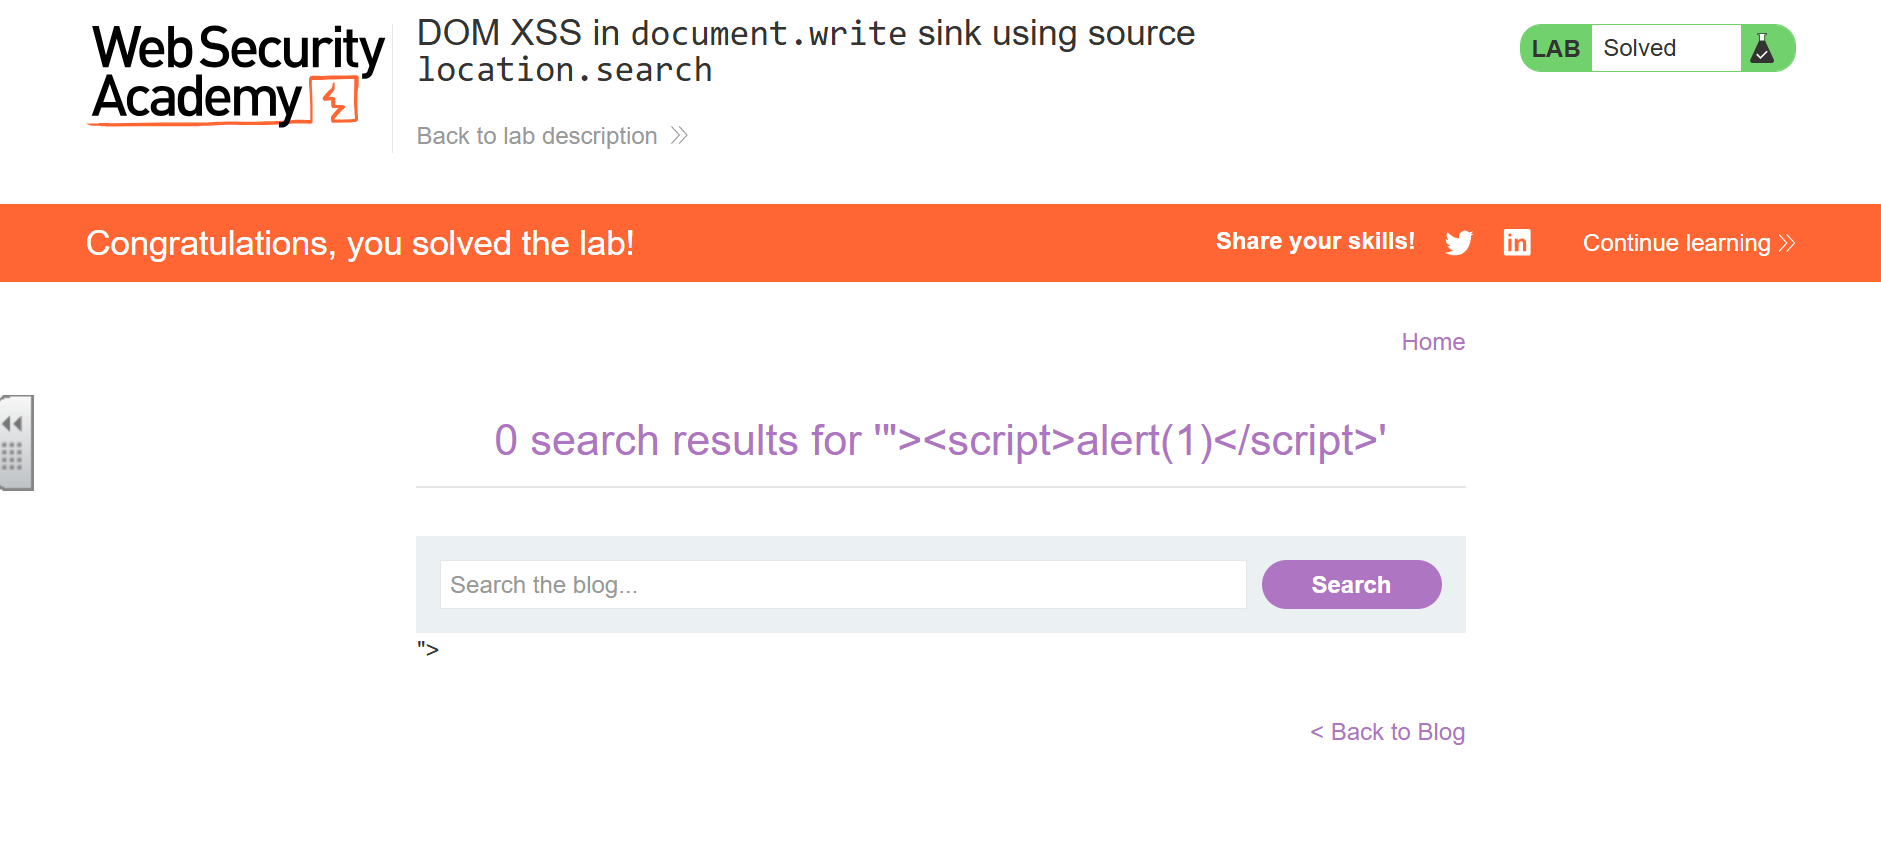 Web Security
Academy
DOM XSS in document.write sink using source
location.search
Back to lab description
LAB Solved
Congratulations, you solved the lab!
Share your skills!
in
Continue learning
Home
0 search results for '"><script>alert(1)</script>'
Search the blog...
Search
">
< Back to Blog